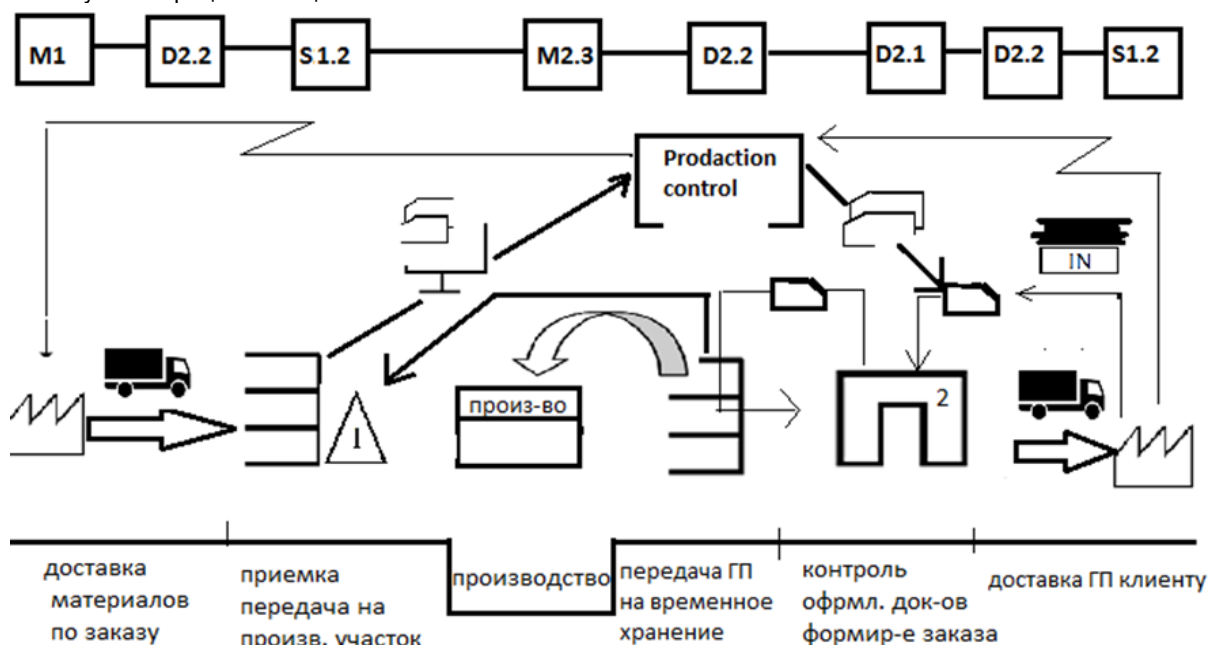 M1
D2.2
S1.2
M2.3
D2.2
D2.1
D2.2
S1.2
Prodaction
control
IN
произ-во
1
2
доставка
материалов
по заказу
приемка
передача на
произв. участок
производство
передача ГП
на временное
хранение
контроль
офрмл. док-ов
формир-е заказа
доставка ГП клиенту